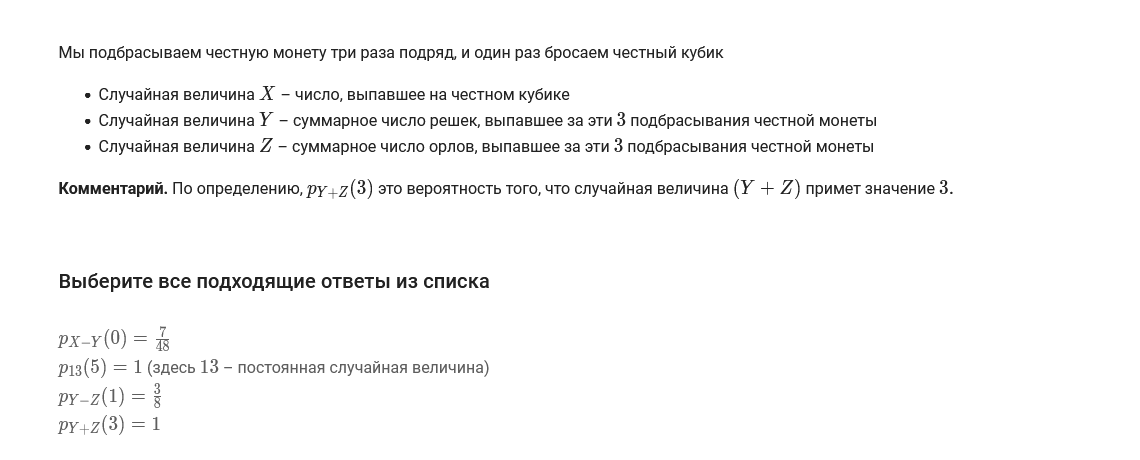 Мы подбрасываем честную монету три раза подряд, и один раз бросаем честный кубик
• Случайная величина X – число, выпавшее на честном кубике
• Случайная величина Y – суммарное число решек, выпавшее за эти 3 подбрасывания честной монеты
• Случайная величина Z – суммарное число орлов, выпавшее за эти 3 подбрасывания честной монеты
Комментарий. По определению, p_{Y+Z}(3) это вероятность того, что случайная величина (Y + Z) примет значение 3.
Выберите все подходящие ответы из списка
p_{X−Y}(0) = 7/48
p_{13}(5) = 1 (здесь 13 – постоянная случайная величина)
p_{Y−Z}(1) = 3/8
p_{Y+Z}(3) = 1